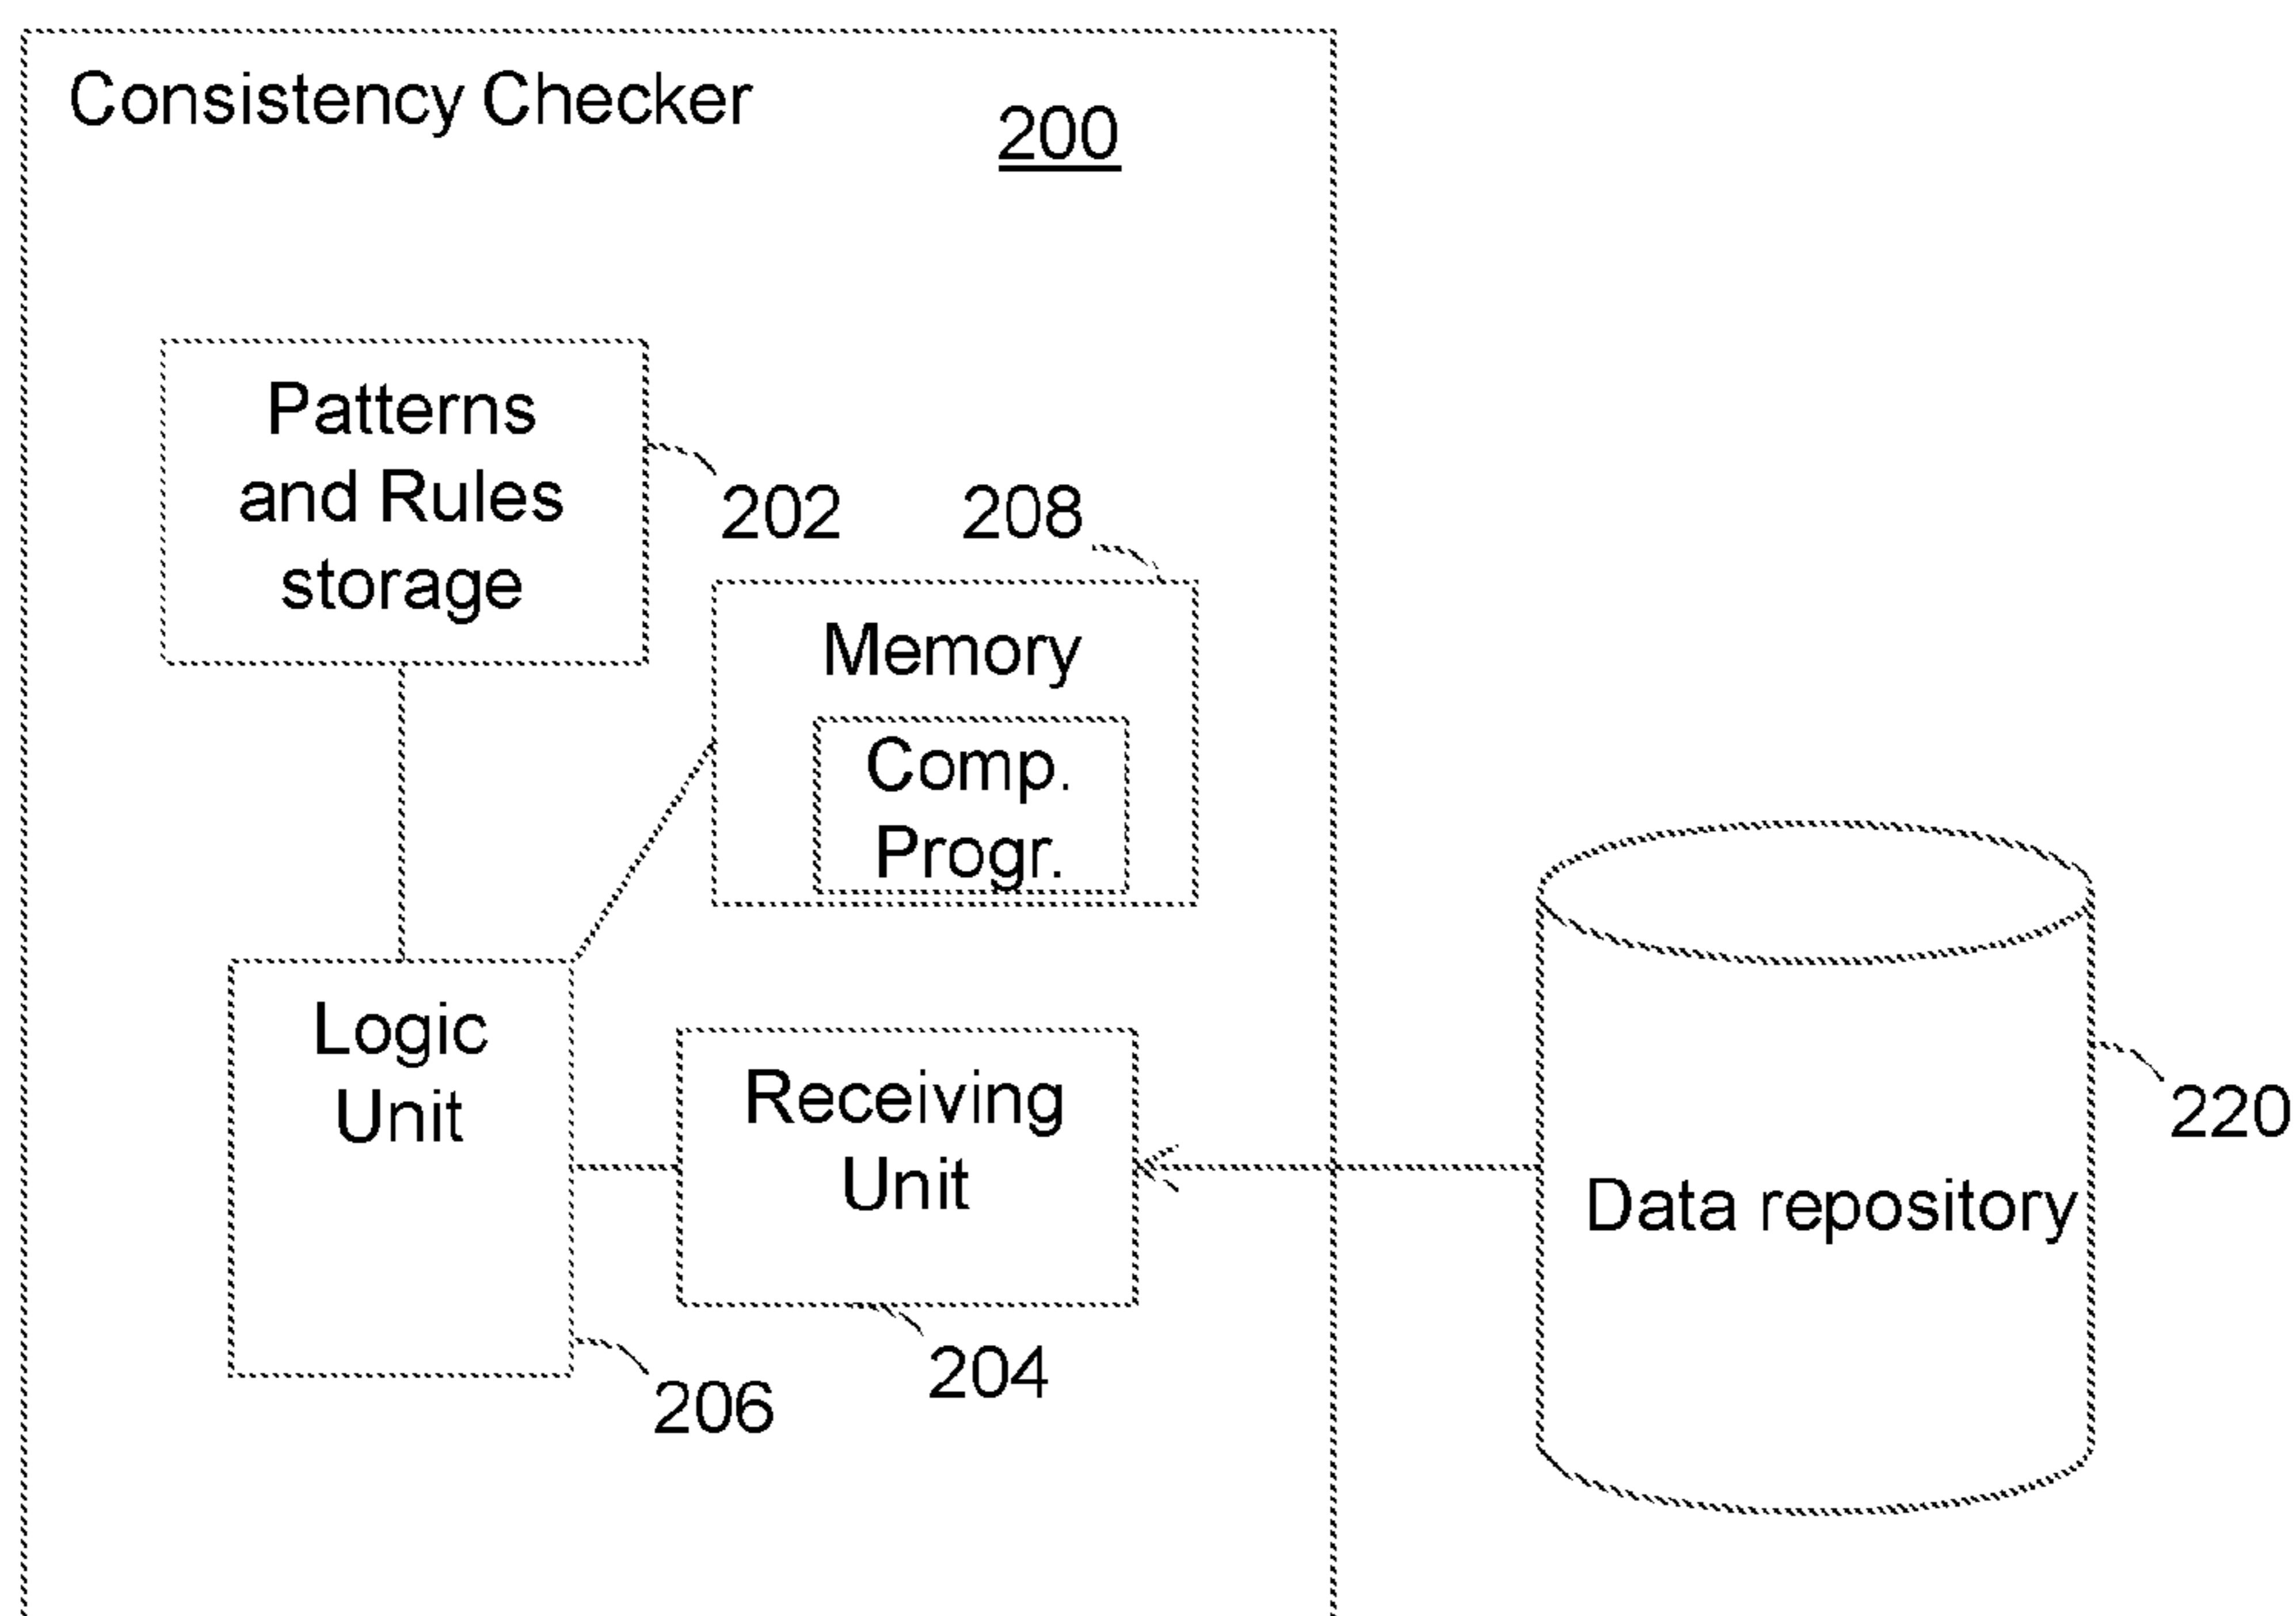 Consistency Checker
200
Patterns
and Rules
storage
202
208
Memory
Comp.
Progr.
Logic
Unit
Receiving
Unit
206
204
Data repository
220